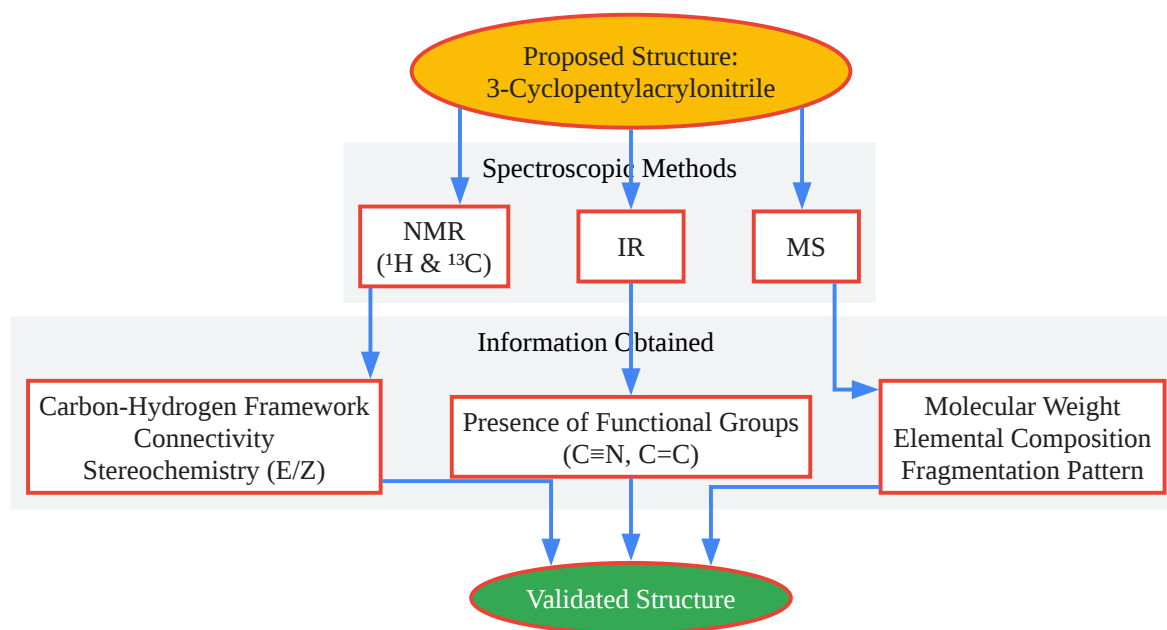 Proposed Structure:
3-Cyclopentylacrylonitrile
Spectroscopic Methods
NMR
(¹H & ¹³C)
IR
MS
Information Obtained
Carbon-Hydrogen Framework
Connectivity
Stereochemistry (E/Z)
Presence of Functional Groups
(C≡N, C=C)
Molecular Weight
Elemental Composition
Fragmentation Pattern
Validated Structure